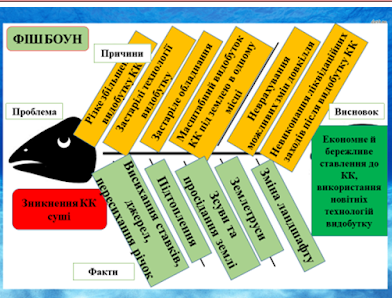 ФІШБОУН
Причини
Різке збільшення
видобутку КК
Застарілі технології
видобутку
Застаріле обладнання
Масштабний видобуток
КК під землею в одному
місці
Неврахування
можливих змін довкілля
Невиконання ліквідаційних
заходів після видобутку КК
Проблема
Висновок
Зникнення КК
суші
Економне й
бережливе
ставлення до
КК,
використання
новітніх
технологій
видобутку
Висихання ставків,
джерел,
пересихання річок
Підтоплення
Зсуви та
просідання землі
Землетруси
Зміна ландшафту
Факти